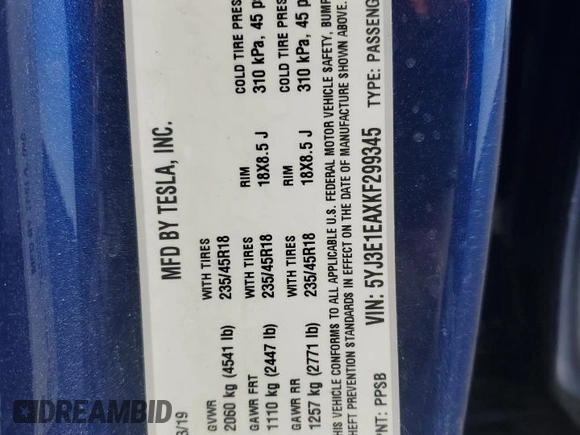 MFD BY TESLA, INC.
3/19
GVWR WITH TIRES RIM COLD TIRE PRES
2060 kg (4541 lb) 235/45R18 18X8.5 J 310 kPa, 45 p
GAWR FRT
1110 kg (2447 lb) 235/45R18
GAWR RR WITH TIRES RIM COLD TIRE PRES
1257 kg (2771 lb) 235/45R18 18X8.5 J 310 kPa, 45 p
HIS VEHICLE CONFORMS TO ALL APPLICABLE U.S. FEDERAL MOTOR VEHICLE SAFETY, BUMP
HEFT PREVENTION STANDARDS IN EFFECT ON THE DATE OF MANUFACTURE SHOWN ABOVE.
VIN: 5YJ3E1EAXKF299345 TYPE: PASSENG
PNT: PPSB
DREAMBID